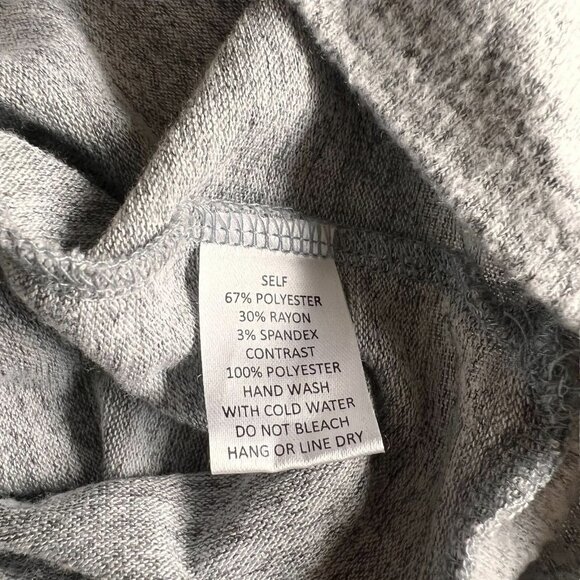 SELF
67% POLYESTER
30% RAYON
3% SPANDEX
CONTRAST
100% POLYESTER
HAND WASH
WITH COLD WATER
DO NOT BLEACH
HANG OR LINE DRY